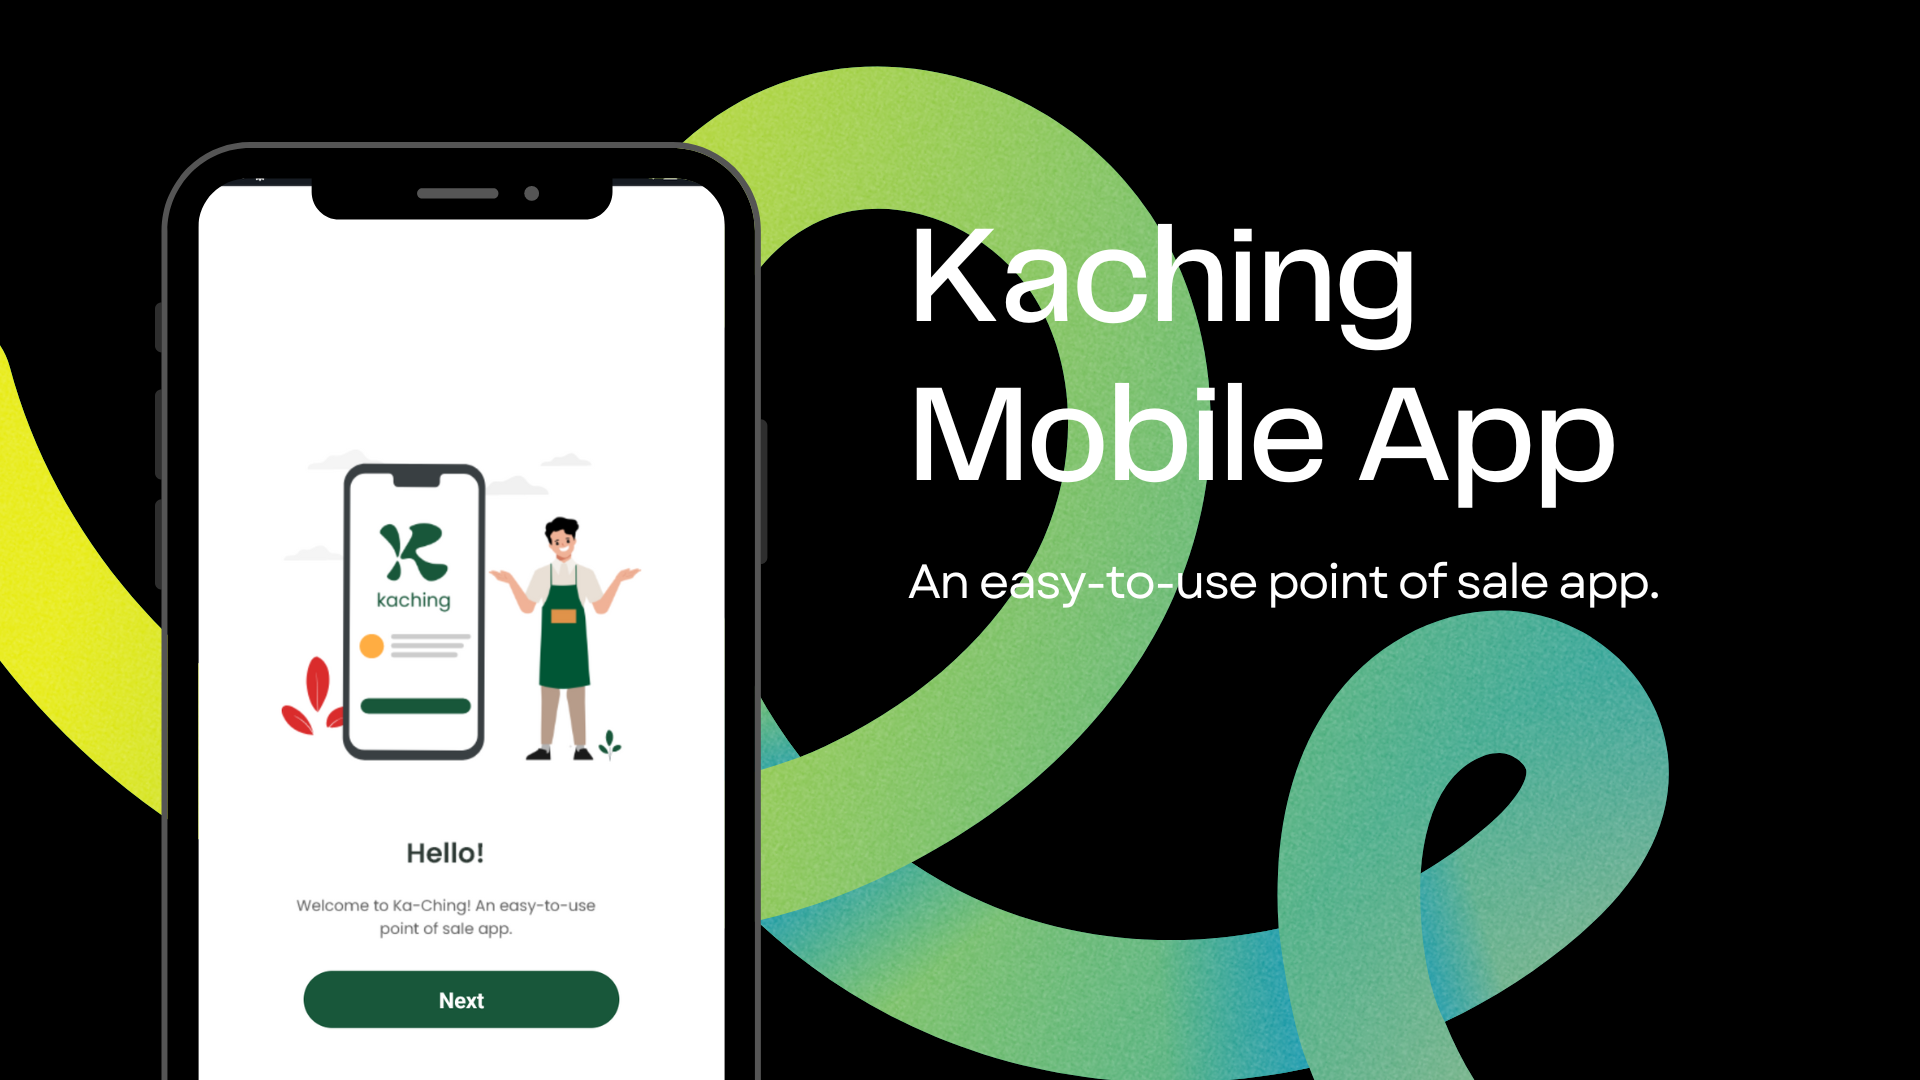 Kaching
Mobile App
An easy-to-use point of sale app.
kaching
Hello!
Welcome to Ka-Ching! An easy-to-use
point of sale app.
Next